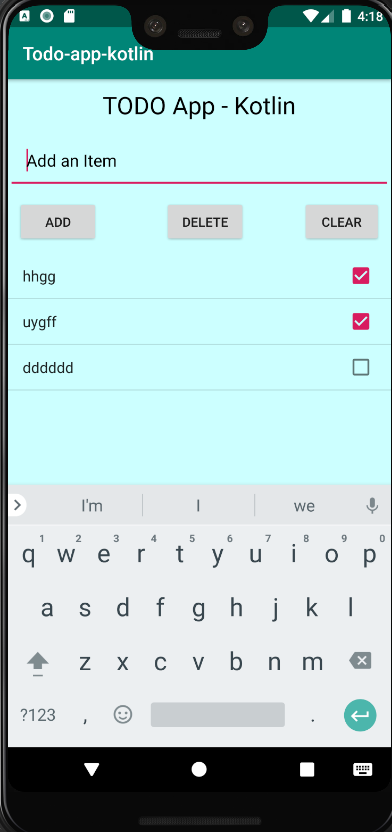 A 4:18
Todo-app-kotlin
TODO App - Kotlin
Add an Item
ADD DELETE CLEAR
hhgg
uygff
dddddd
I'm I we
1 2 3 4 5 6 7 8 9 0
q w e r t y u i o p
a s d f g h j k l
z x c v b n m
?123 , .